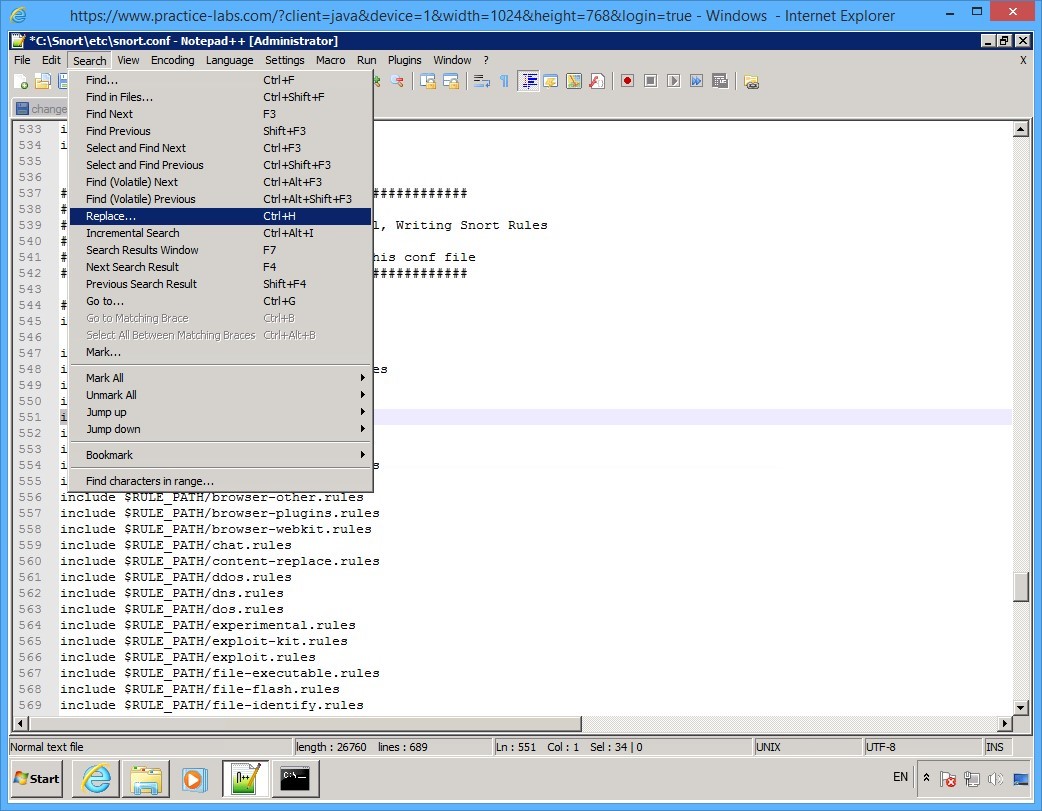 https://www.practice-labs.com/?client=java&device=1&width=1024&height=768&login=true - Windows - Internet Explorer
*C:\Snort\etc\snort.conf - Notepad++ [Administrator]
File Edit Search View Encoding Language Settings Macro Run Plugins Window ? X
change
Find... Ctrl+F
Find in Files... Ctrl+Shift+F
Find Next F3
Find Previous Shift+F3
Select and Find Next Ctrl+F3
Select and Find Previous Ctrl+Shift+F3
Find (Volatile) Next Ctrl+Alt+F3
Find (Volatile) Previous Ctrl+Alt+Shift+F3
Replace... Ctrl+H
Incremental Search Ctrl+Alt+I
Search Results Window F7
Next Search Result F4
Previous Search Result Shift+F4
Go to... Ctrl+G
Go to Matching Brace Ctrl+B
Select All Between Matching Braces Ctrl+Alt+B
Mark...
Mark All
Unmark All
Jump up
Jump down
Bookmark
Find characters in range...
533 i
534 i
535
536
537 # ############
538 #
539 # l, Writing Snort Rules
540 #
541 # his conf file
542 # ############
543
544 #
545 i
546
547 i
548 i es
549 i
550 i
551 i
552 i
553 i
554 i s
555 i
556 include $RULE_PATH/browser-other.rules
557 include $RULE_PATH/browser-plugins.rules
558 include $RULE_PATH/browser-webkit.rules
559 include $RULE_PATH/chat.rules
560 include $RULE_PATH/content-replace.rules
561 include $RULE_PATH/ddos.rules
562 include $RULE_PATH/dns.rules
563 include $RULE_PATH/dos.rules
564 include $RULE_PATH/experimental.rules
565 include $RULE_PATH/exploit-kit.rules
566 include $RULE_PATH/exploit.rules
567 include $RULE_PATH/file-executable.rules
568 include $RULE_PATH/file-flash.rules
569 include $RULE_PATH/file-identify.rules
Normal text file length : 26760 lines : 689 Ln : 551 Col : 1 Sel : 34 | 0 UNIX UTF-8 INS
Start EN